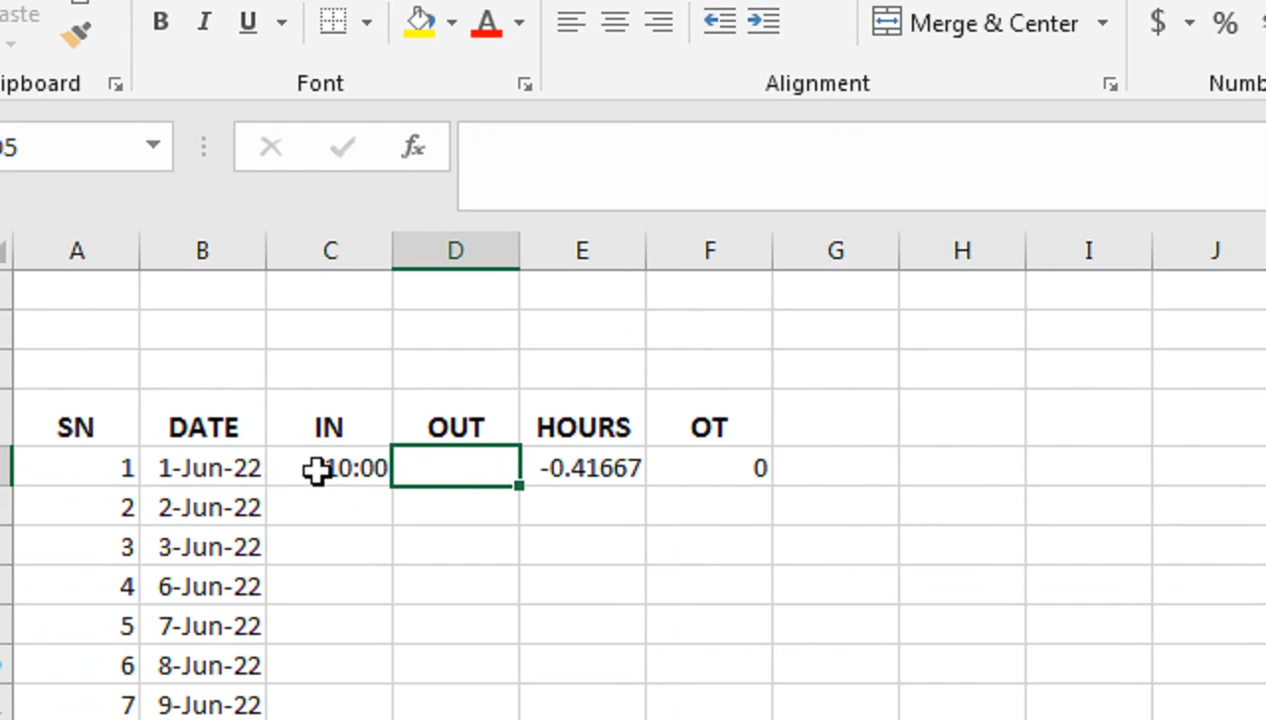 aste
B I U A Merge & Center $ %
ipboard Font Alignment Numb
D5 fx
A B C D E F G H I J
SN DATE IN OUT HOURS OT
1 1-Jun-22 10:00 -0.41667 0
2 2-Jun-22
3 3-Jun-22
4 6-Jun-22
5 7-Jun-22
6 8-Jun-22
7 9-Jun-22